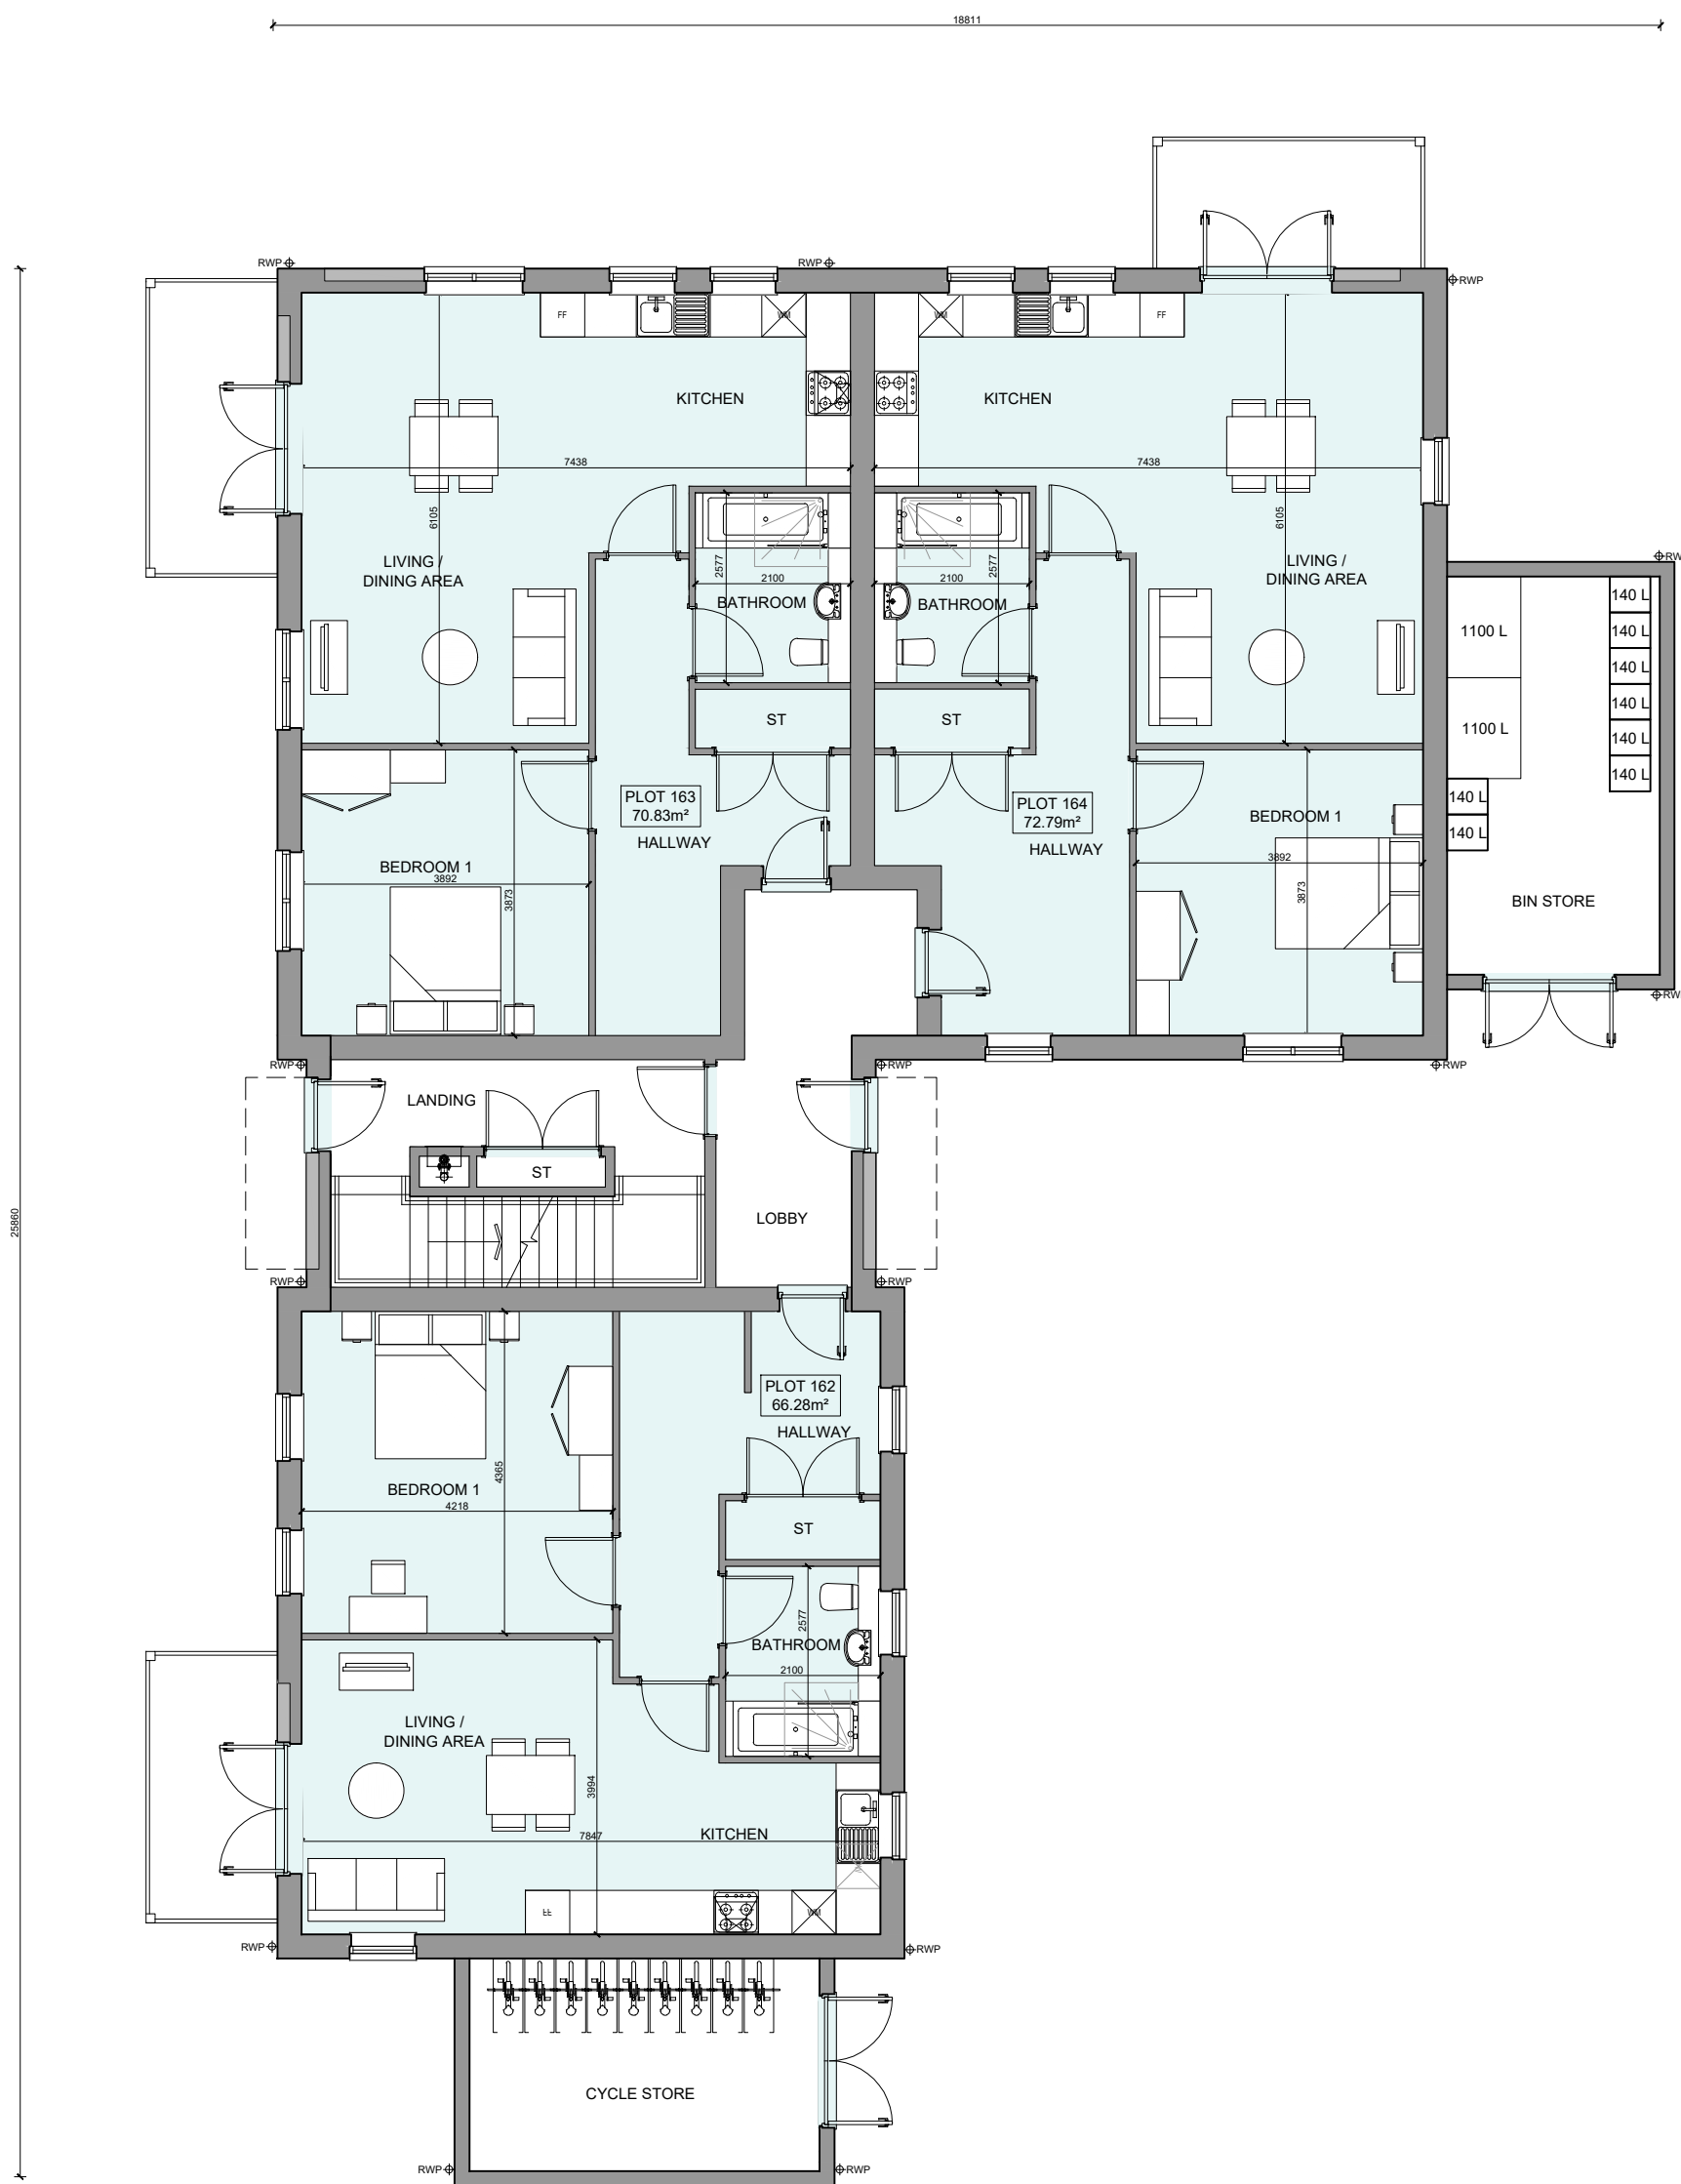 18811
RWP
RWP
RWP
FF
WM
WM
FF
KITCHEN
KITCHEN
7438
7438
6105
6105
2577
2577
2100
2100
LIVING /
DINING AREA
LIVING /
DINING AREA
BATHROOM
BATHROOM
140 L
140 L
140 L
140 L
140 L
140 L
1100 L
1100 L
140 L
140 L
ST
ST
PLOT 163
70.83m²
HALLWAY
PLOT 164
72.79m²
HALLWAY
BEDROOM 1
3892
3873
BEDROOM 1
3892
3873
BIN STORE
RWP
RWP
RWP
LANDING
ST
LOBBY
25860
RWP
RWP
PLOT 162
66.28m²
HALLWAY
BEDROOM 1
4218
4365
ST
2577
BATHROOM
2100
LIVING /
DINING AREA
3994
7847
KITCHEN
FF
WM
RWP
RWP
CYCLE STORE
RWP
RWP